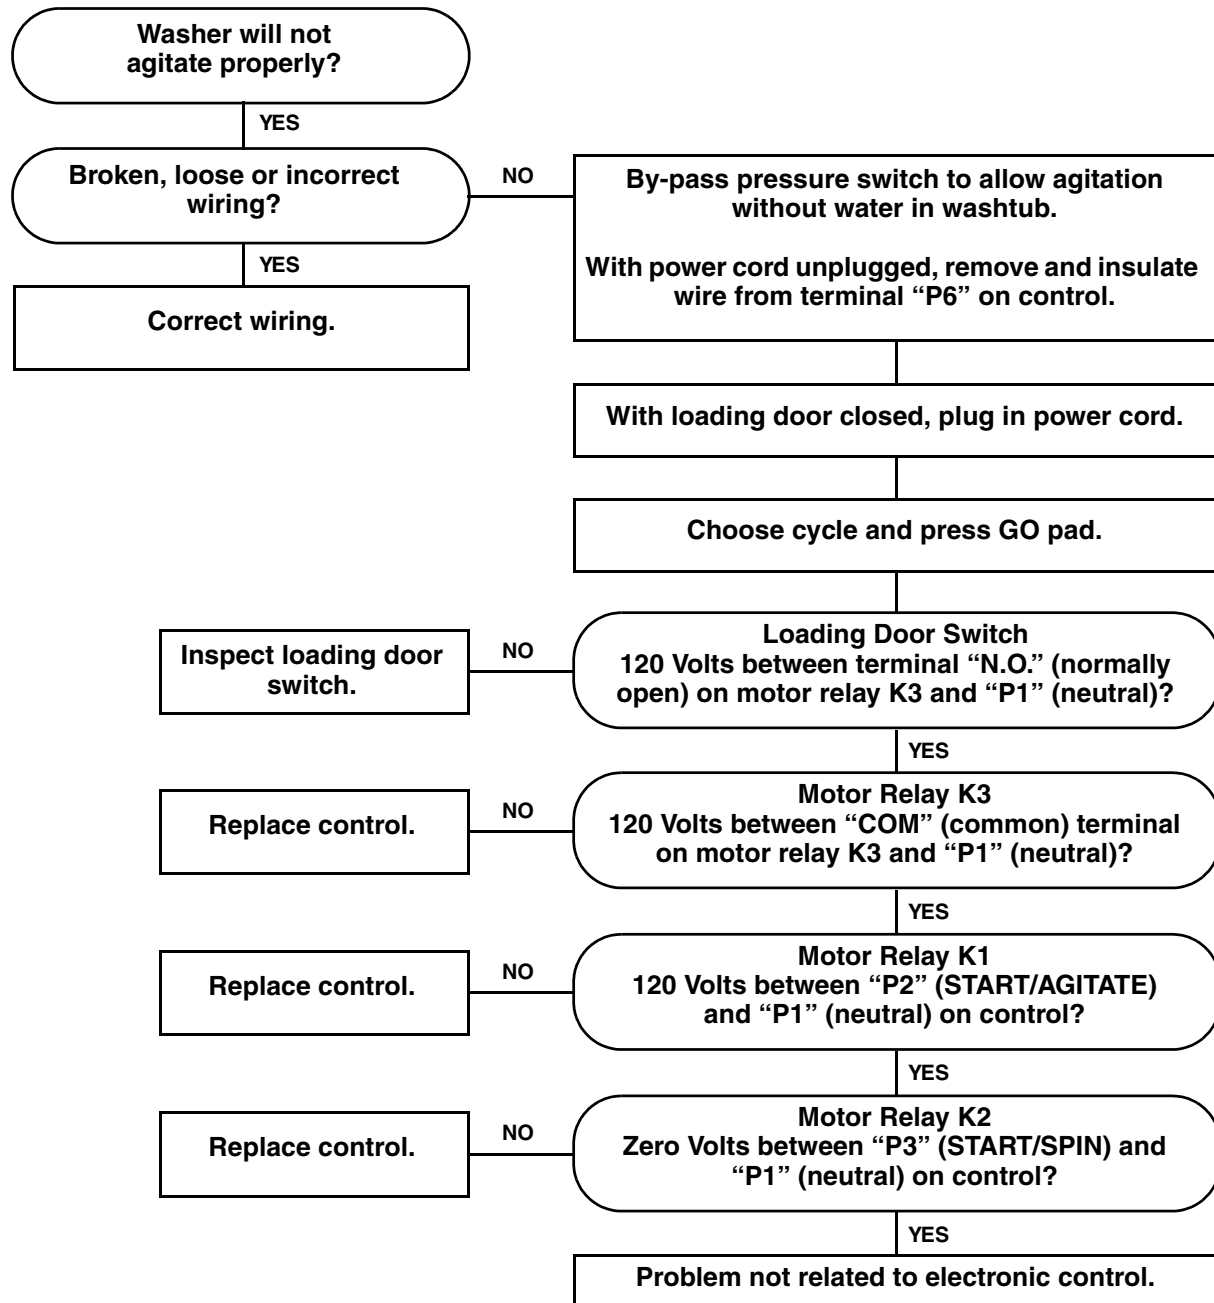 Washer will not
agitate properly?
YES
Broken, loose or incorrect
wiring?
NO
By-pass pressure switch to allow agitation
without water in washtub.
With power cord unplugged, remove and insulate
wire from terminal “P6” on control.
YES
Correct wiring.
With loading door closed, plug in power cord.
Choose cycle and press GO pad.
Loading Door Switch
120 Volts between terminal “N.O.” (normally
open) on motor relay K3 and “P1” (neutral)?
NO
Inspect loading door
switch.
YES
Motor Relay K3
120 Volts between “COM” (common) terminal
on motor relay K3 and “P1” (neutral)?
NO
Replace control.
YES
Motor Relay K1
120 Volts between “P2” (START/AGITATE)
and “P1” (neutral) on control?
NO
Replace control.
YES
Motor Relay K2
Zero Volts between “P3” (START/SPIN) and
“P1” (neutral) on control?
NO
Replace control.
YES
Problem not related to electronic control.